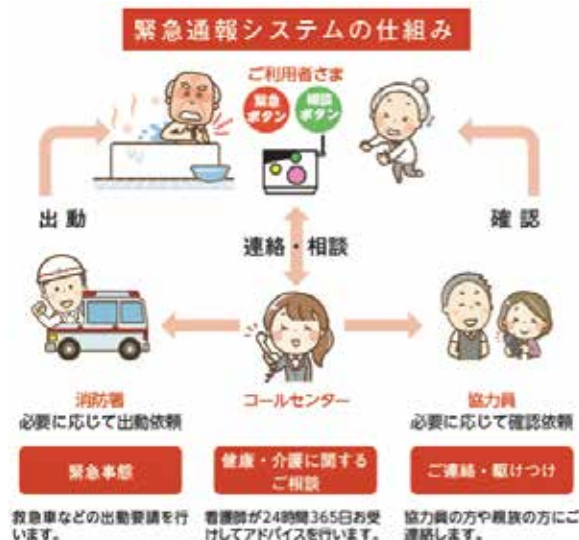 緊急通報システムの仕組み
ご利用者さま
緊急
ボタン
相談
ボタン
出動
連絡・相談
確認
消防署
必要に応じて出動依頼
コールセンター
協力員
必要に応じて確認依頼
緊急事態
健康・介護に関する
ご相談
ご連絡・駆けつけ
救急車などの出動要請を行
います。
看護師が24時間365日お受
けしてアドバイスを行います。
協力員の方や親族の方にご
連絡します。